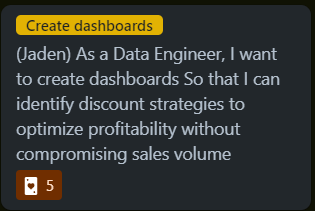 Create dashboards
(Jaden) As a Data Engineer, I want
to create dashboards So that I can
identify discount strategies to
optimize profitability without
compromising sales volume
5